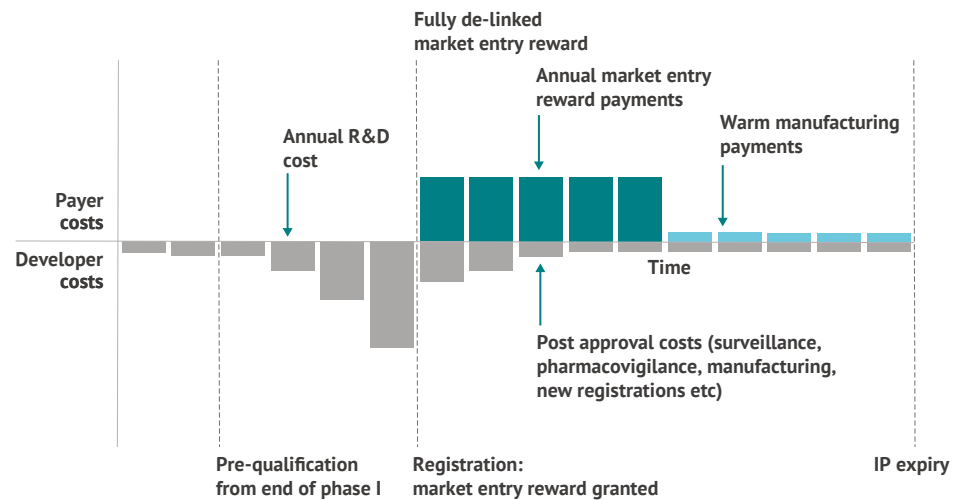 Fully de-linked
market entry reward
Annual market entry
reward payments
Annual R&D
cost
Warm manufacturing
payments
Payer
costs
Developer
costs
Time
Post approval costs (surveillance,
pharmacovigilance, manufacturing,
new registrations etc)
Pre-qualification
from end of phase I
Registration:
market entry reward granted
IP expiry